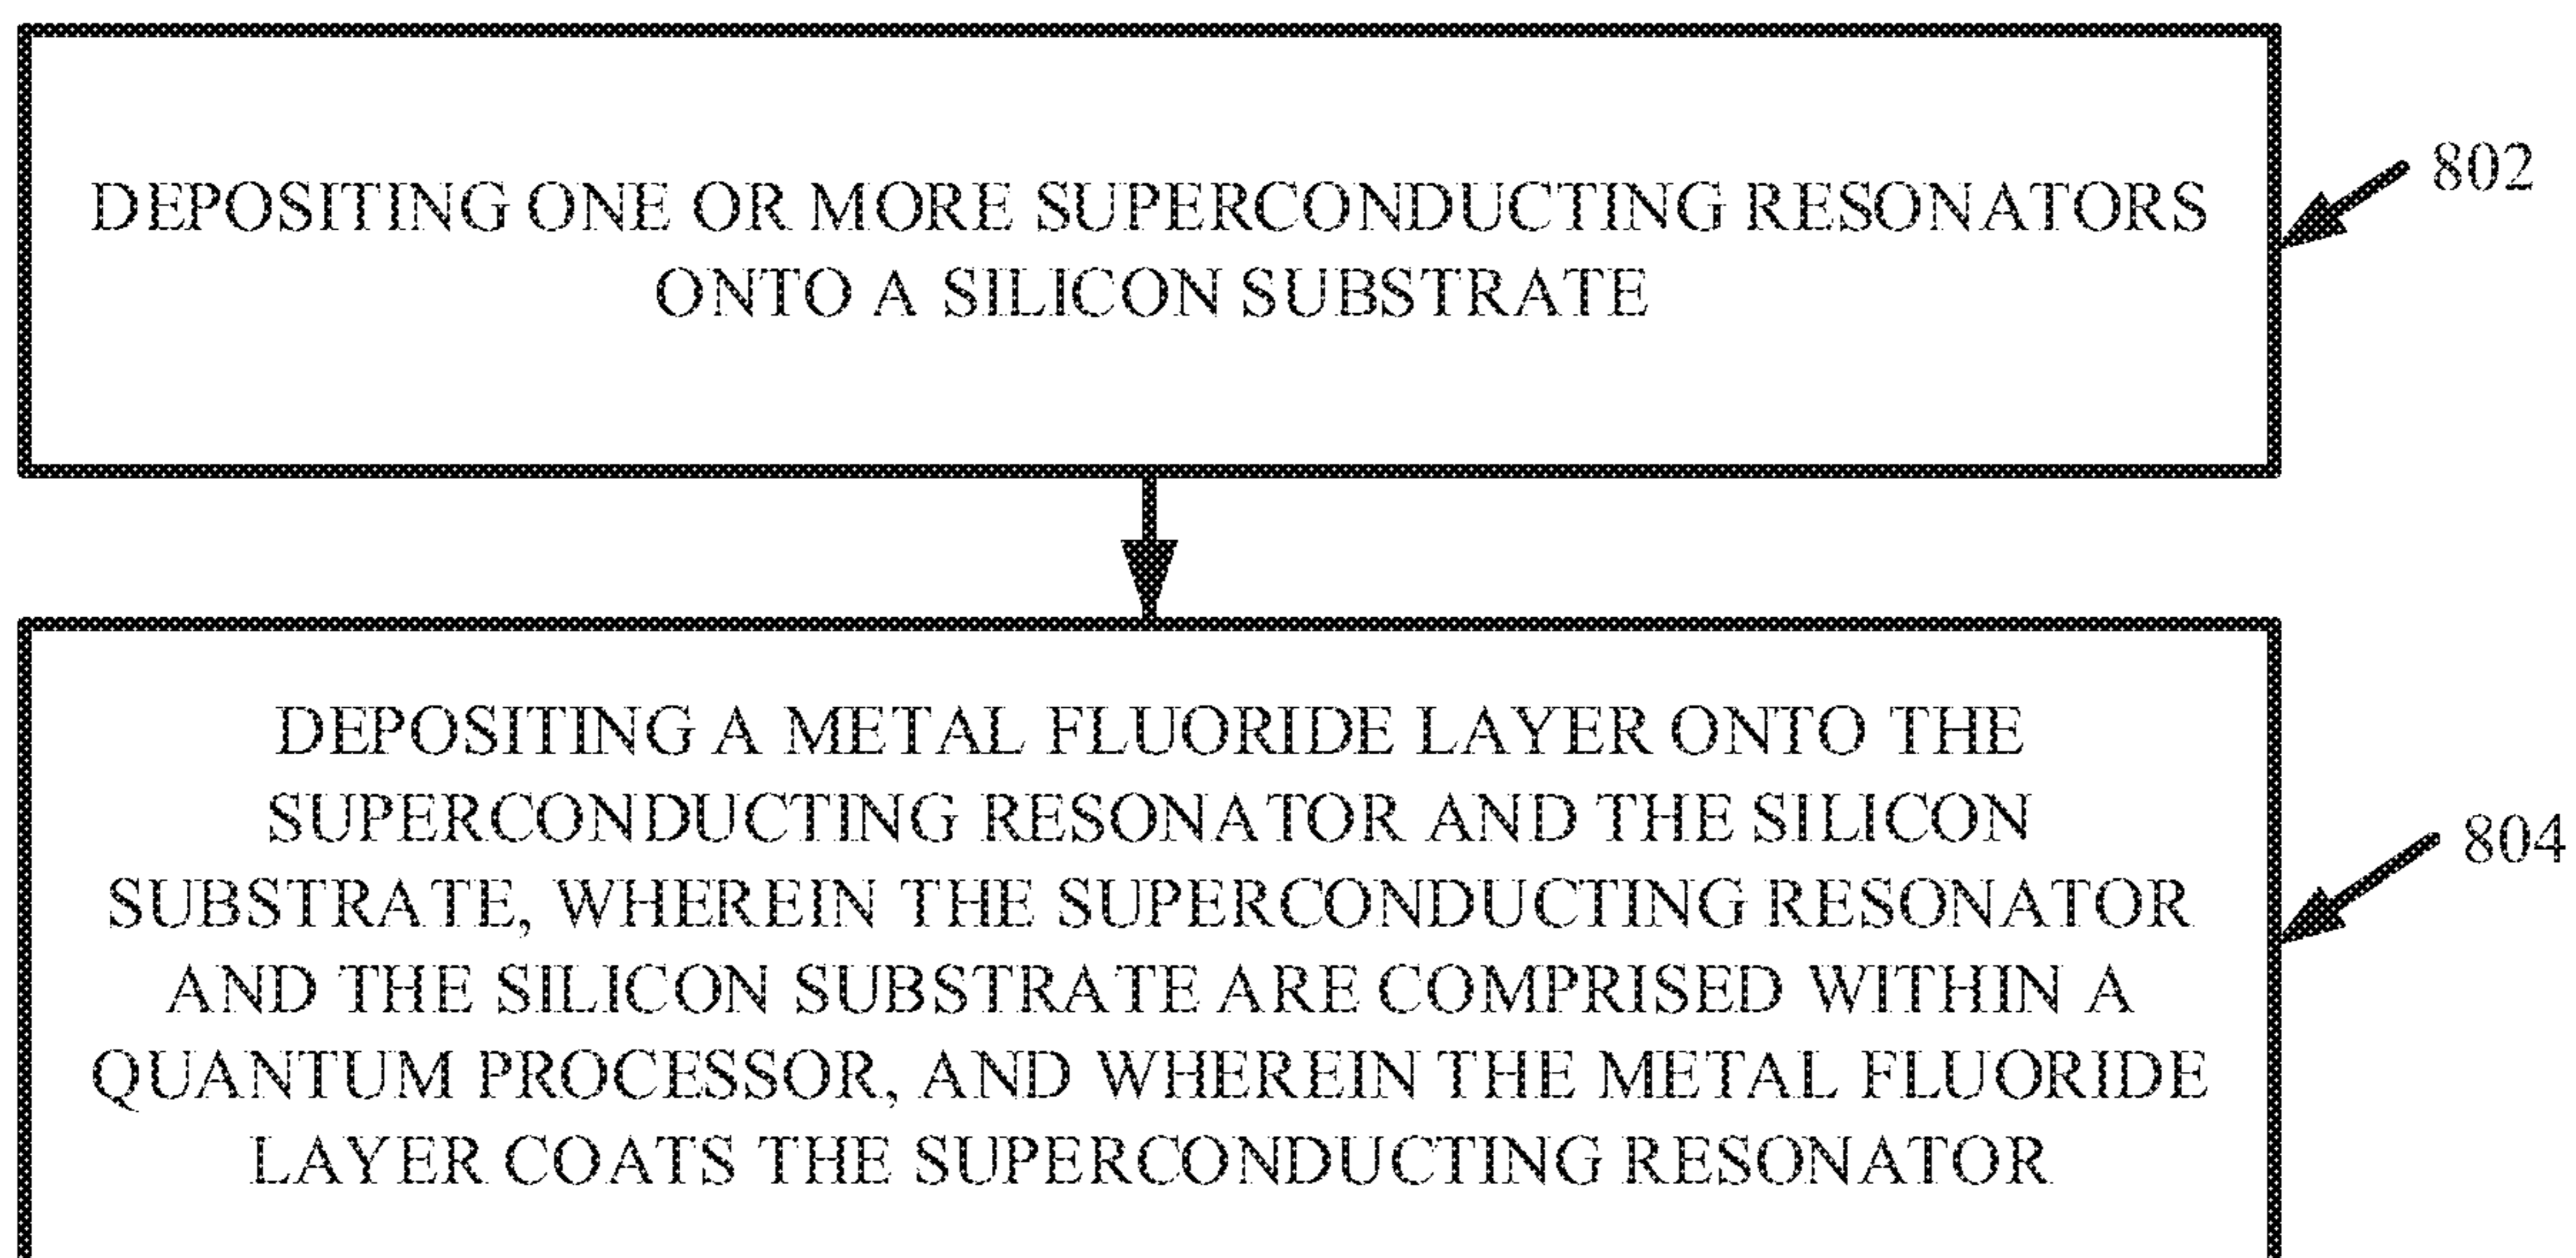 DEPOSITING ONE OR MORE SUPERCONDUCTING RESONATORS
ONTO A SILICON SUBSTRATE
802
DEPOSITING A METAL FLUORIDE LAYER ONTO THE
SUPERCONDUCTING RESONATOR AND THE SILICON
SUBSTRATE, WHEREIN THE SUPERCONDUCTING RESONATOR
AND THE SILICON SUBSTRATE ARE COMPRISED WITHIN A
QUANTUM PROCESSOR, AND WHEREIN THE METAL FLUORIDE
LAYER COATS THE SUPERCONDUCTING RESONATOR
804